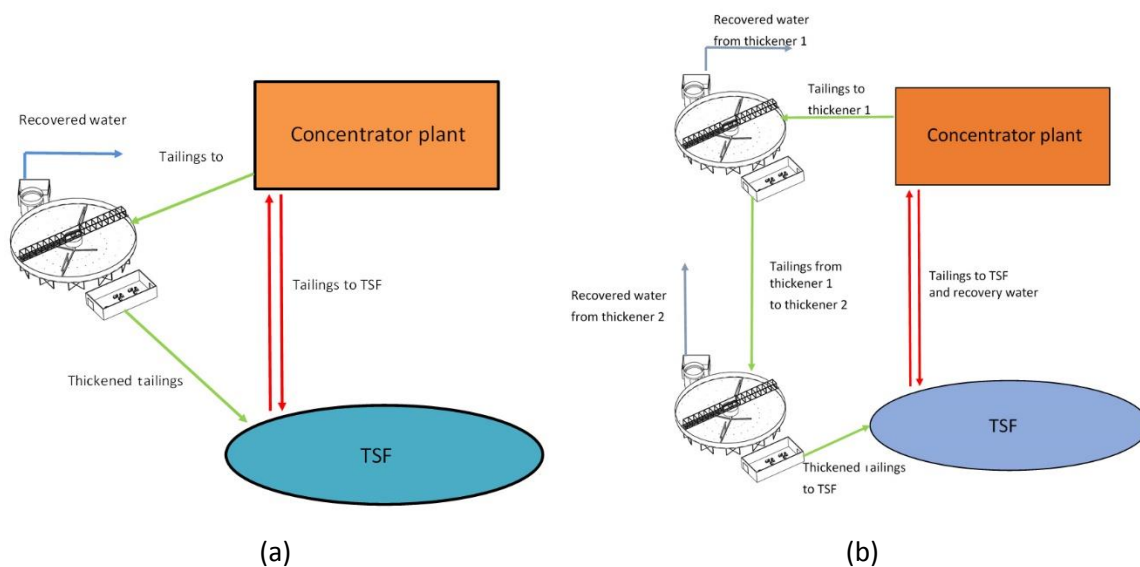 Recovered water
Tailings to
Concentrator plant
Tailings to TSF
Thickened tailings
TSF
(a)
Recovered water
from thickener 1
Tailings to
thickener 1
Concentrator plant
Tailings from
thickener 1
to thickener 2
Tailings to TSF
and recovery water
Recovered water
from thickener 2
TSF
Thickened Tailings
to TSF
(b)